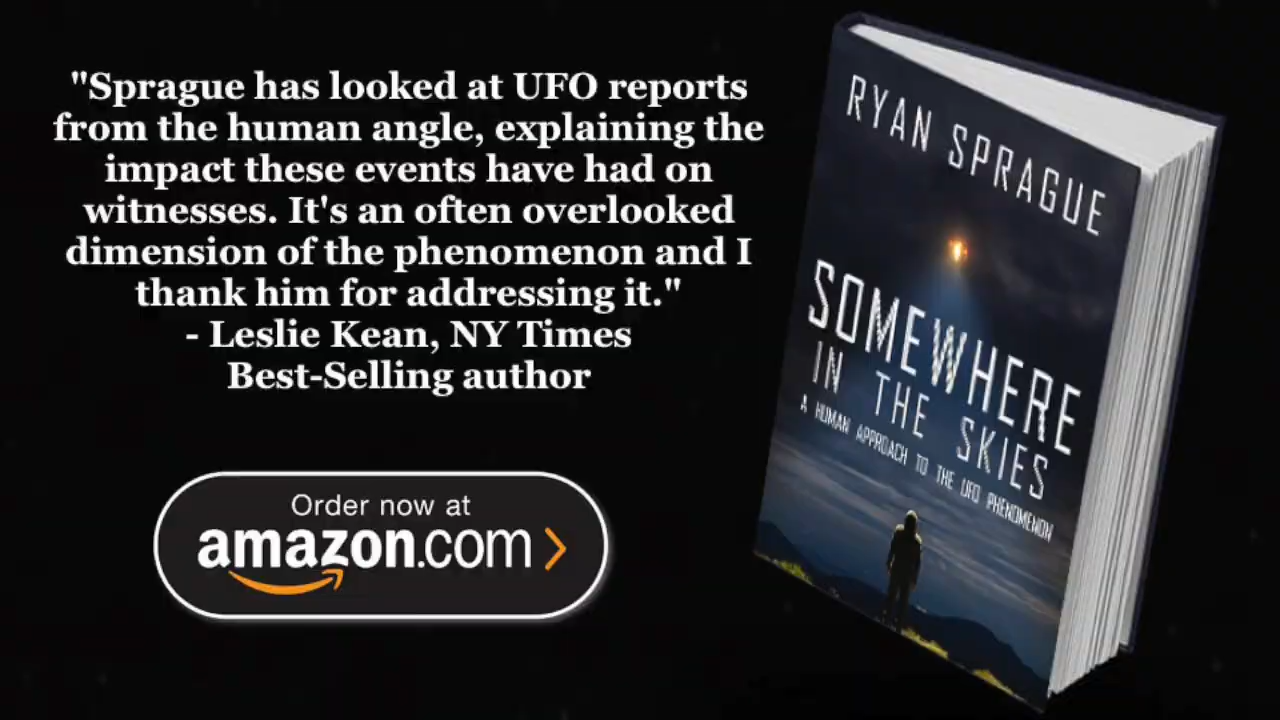 "Sprague has looked at UFO reports
from the human angle, explaining the
impact these events have had on
witnesses. It's an often overlooked
dimension of the phenomenon and I
thank him for addressing it."
- Leslie Kean, NY Times
Best-Selling author
Order now at
amazon.com
RYAN SPRAGUE
SOMEWHERE
IN THE SKIES
A HUMAN APPROACH TO THE UFO PHENOMENON